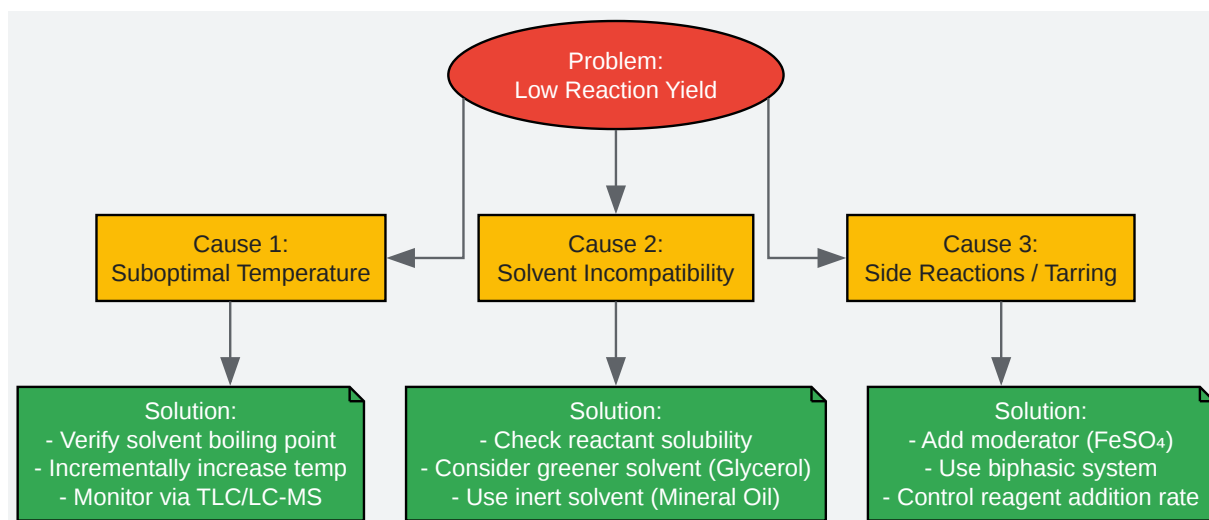 Problem:
Low Reaction Yield
Cause 1:
Suboptimal Temperature
Cause 2:
Solvent Incompatibility
Cause 3:
Side Reactions / Tarring
Solution:
- Verify solvent boiling point
- Incrementally increase temp
- Monitor via TLC/LC-MS
Solution:
- Check reactant solubility
- Consider greener solvent (Glycerol)
- Use inert solvent (Mineral Oil)
Solution:
- Add moderator (FeSO₄)
- Use biphasic system
- Control reagent addition rate